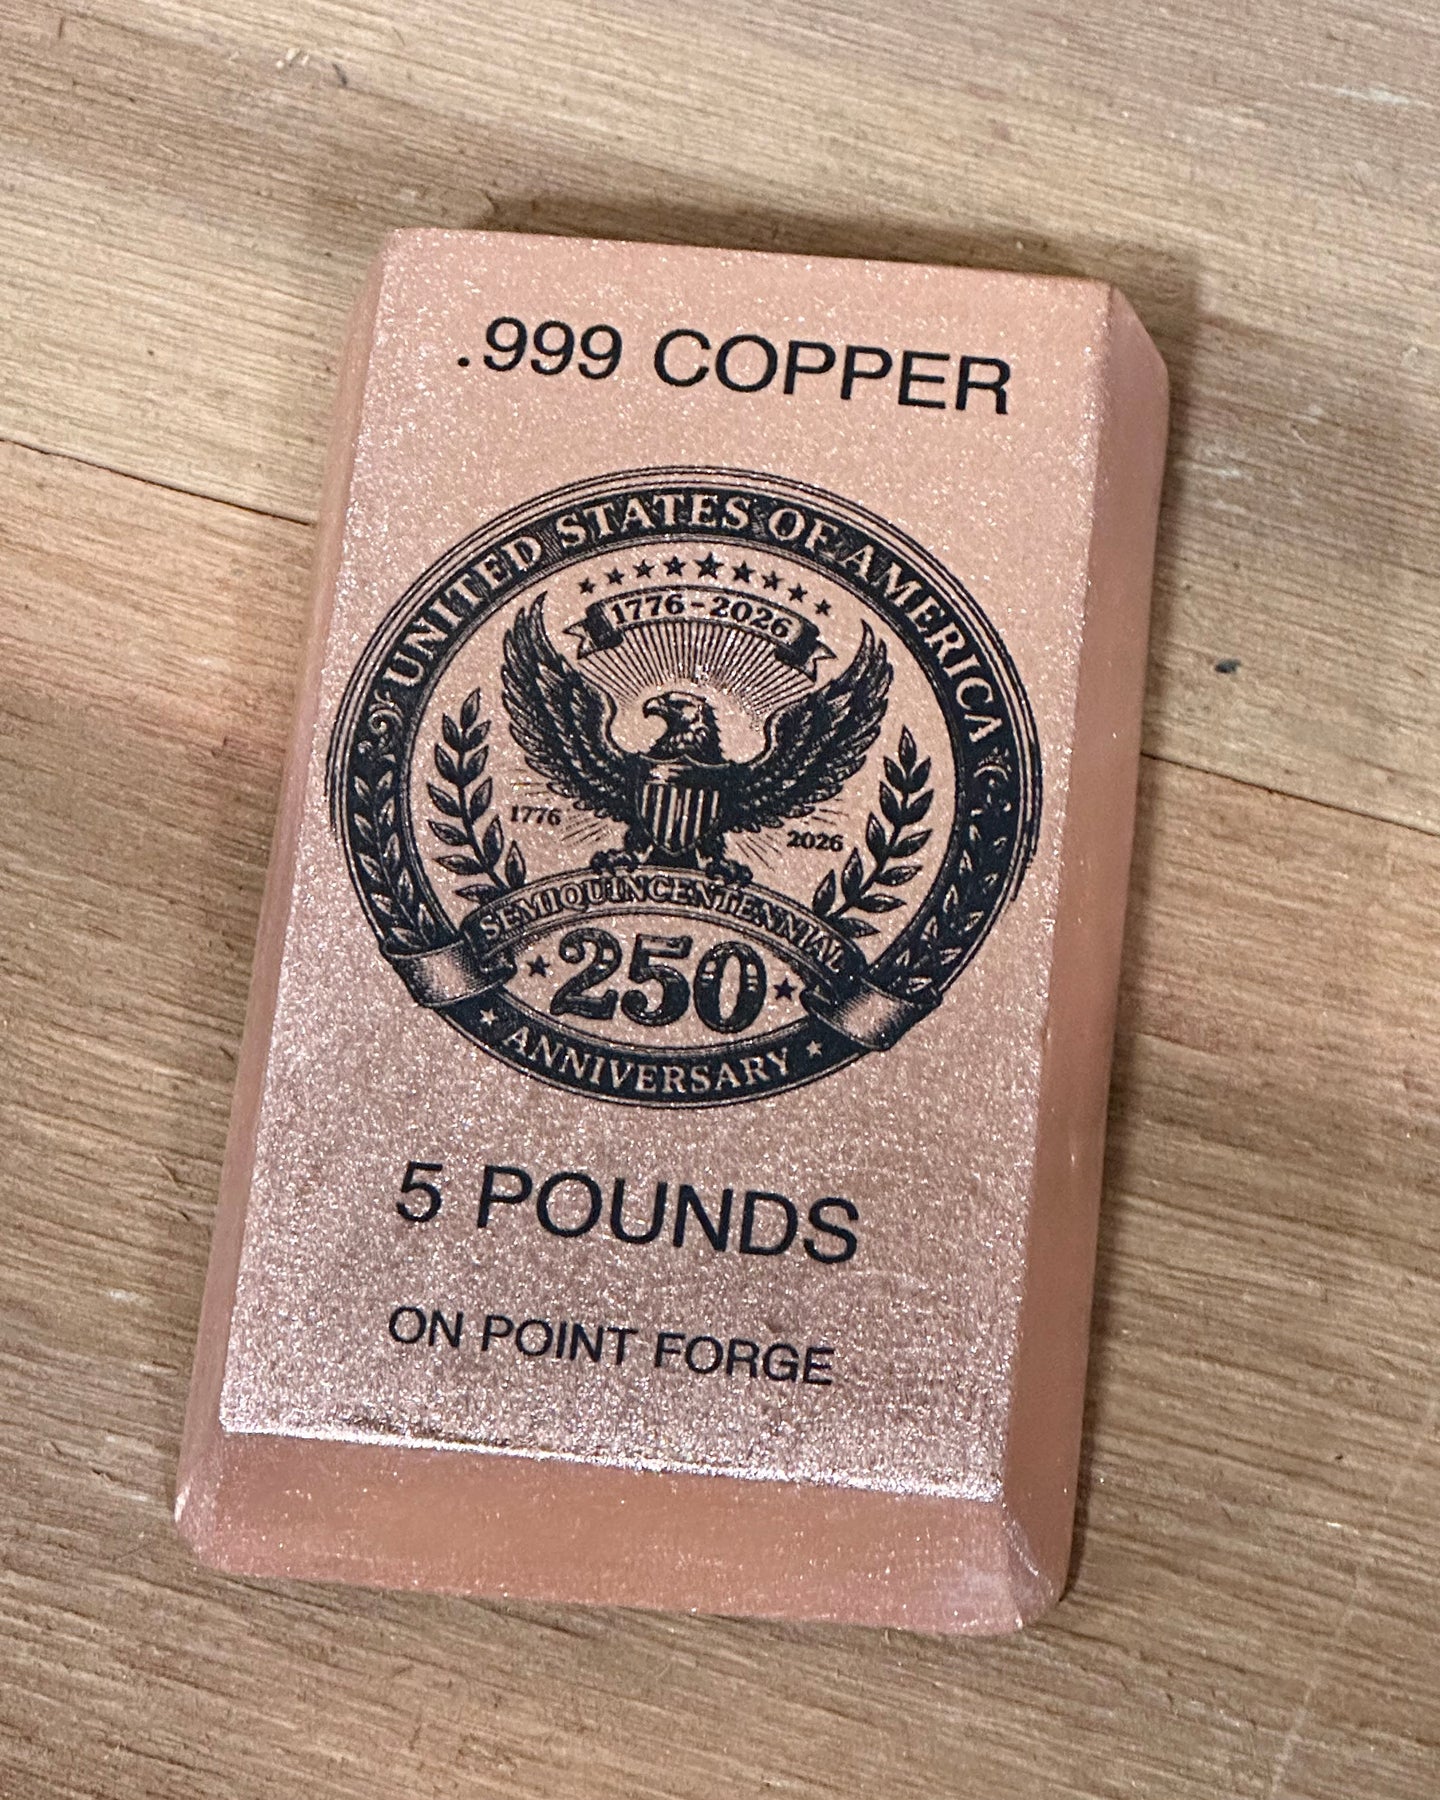 .999 COPPER
UNITED STATES OF AMERICA
1776-2026
1776
2026
SEMIQUINCENTENNIAL
250
ANNIVERSARY
5 POUNDS
ON POINT FORGE